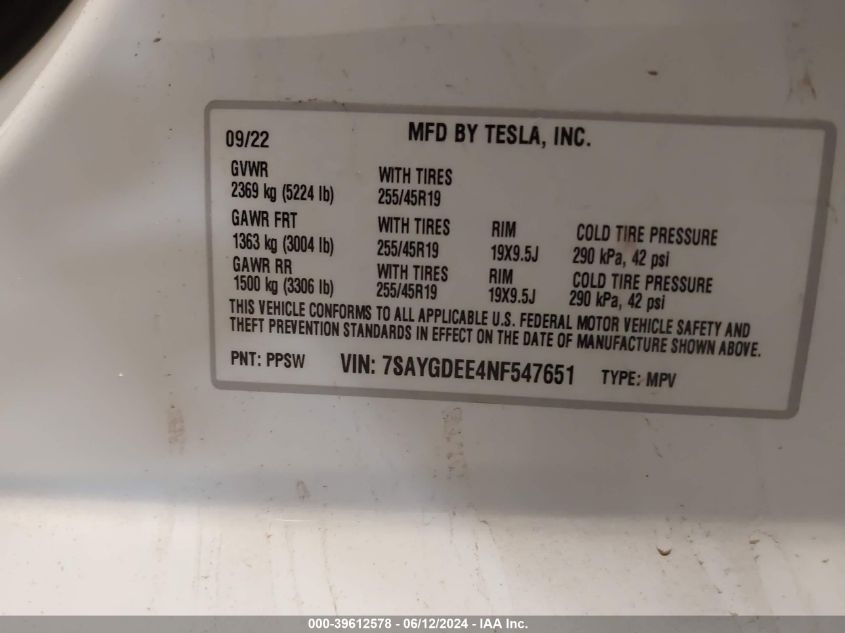 09/22 MFD BY TESLA, INC.
GVWR WITH TIRES
2369 kg (5224 lb) 255/45R19
GAWR FRT WITH TIRES RIM COLD TIRE PRESSURE
1363 kg (3004 lb) 255/45R19 19X9.5J 290 kPa, 42 psi
GAWR RR WITH TIRES RIM COLD TIRE PRESSURE
1500 kg (3306 lb) 255/45R19 19X9.5J 290 kPa, 42 psi
THIS VEHICLE CONFORMS TO ALL APPLICABLE U.S. FEDERAL MOTOR VEHICLE SAFETY AND
THEFT PREVENTION STANDARDS IN EFFECT ON THE DATE OF MANUFACTURE SHOWN ABOVE.
PNT: PPSW VIN: 7SAYGDEE4NF547651 TYPE: MPV
000-39612578 - 06/12/2024 - IAAI Inc.